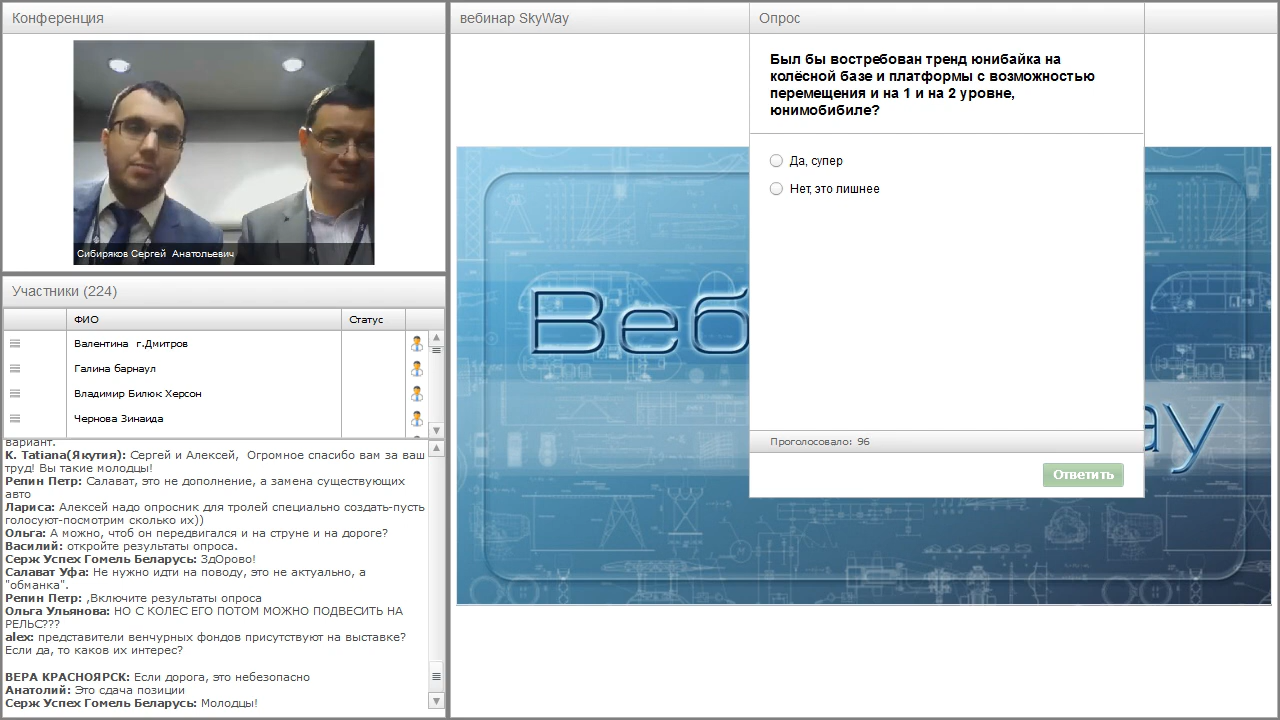 Конференция
Сибиряков Сергей  Анатольевич
Участники (224)
ФИО
Статус
Валентина  г.Дмитров
Галина барнаул
Владимир Билюк Херсон
Чернова Зинаида
вариант.
K. Tatiana(Якутия): Сергей и Алексей,  Огромное спасибо вам за ваш
труд! Вы такие молодцы!
Репин Петр: Салават, это не дополнение, а замена существующих
авто
Лариса: Алексей надо опросник для тролей специально создать-пусть
голосуют-посмотрим сколько их))
Ольга: А можно, чтоб он передвигался и на струне и на дороге?
Василий: откройте результаты опроса.
Серж Успех Гомель Беларусь: ЗдОрово!
Салават Уфа: Не нужно идти на поводу, это не актуально, а
"обманка".
Репин Петр: ,Включите результаты опроса
Ольга Ульянова: НО С КОЛЕС ЕГО ПОТОМ МОЖНО ПОДВЕСИТЬ НА
РЕЛЬС???
alex: представители венчурных фондов присутствуют на выставке?
Если да, то каков их интерес?
ВЕРА КРАСНОЯРСК: Если дорога, это небезопасно
Анатолий: Это сдача позиции
Серж Успех Гомель Беларусь: Молодцы!
вебинар SkyWay
Веб
ay
Опрос
Был бы востребован тренд юнибайка на
колёсной базе и платформы с возможностью
перемещения и на 1 и на 2 уровне,
юнимобибиле?
Да, супер
Нет, это лишнее
Проголосовало: 96
Ответить